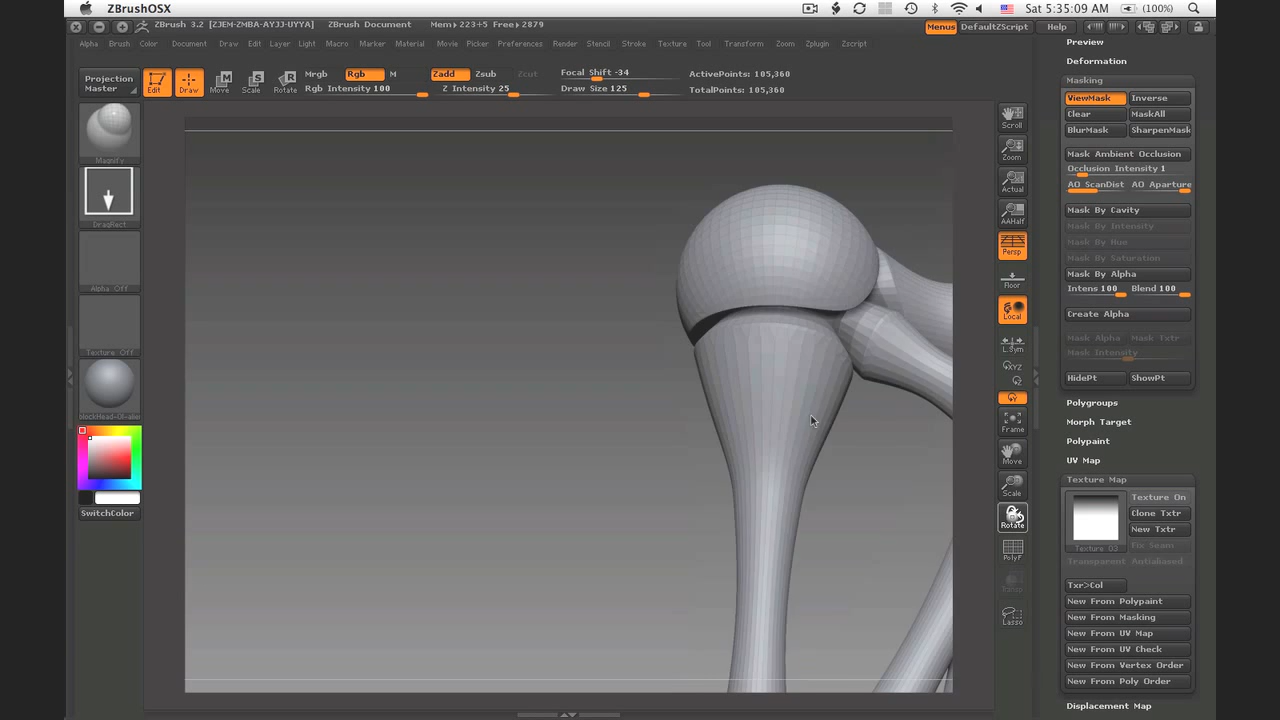 ZBrushOSX
Sat 5:35:09 AM
(100%)
ZBrush 3.2 [ZJEM-ZMBA-AYJJ-UYYA]
ZBrush Document
Mem▸223+5 Free▸2879
Menus
DefaultZScript
Help
Alpha Brush Color Document Draw Edit Layer Light Macro Marker Material Movie Picker Preferences Render Stencil Stroke Texture Tool Transform Zoom Zplugin Zscript
Projection
Master
Edit
Draw
Move
Scale
Rotate
Mrgb Rgb M
Rgb Intensity 100
Zadd Zsub Zcut
Z Intensity 25
Focal Shift -34
Draw Size 125
ActivePoints: 105,360
TotalPoints: 105,360
Magnify
DragRect
Alpha Off
Texture Off
SwitchColor
Scroll
Zoom
Actual
AAHalf
Persp
Floor
Local
L.Sym
XYZ
Z
Y
Frame
Move
Scale
Rotate
PolyF
Transp
Lasso
Preview
Deformation
Masking
ViewMask Inverse
Clear MaskAll
BlurMask SharpenMask
Mask Ambient Occlusion
Occlusion Intensity 1
AO ScanDist AO Aparture
Mask By Cavity
Mask By Intensity
Mask By Hue
Mask By Saturation
Mask By Alpha
Intens 100 Blend 100
Create Alpha
Mask Alpha Mask Txtr
Mask Intensity
HidePt ShowPt
Polygroups
Morph Target
Polypaint
UV Map
Texture Map
Texture On
Clone Txtr
New Txtr
Fix Seam
Texture 03
Transparent Antialiased
Txr>Col
New From Polypaint
New From Masking
New From UV Map
New From UV Check
New From Vertex Order
New From Poly Order
Displacement Map